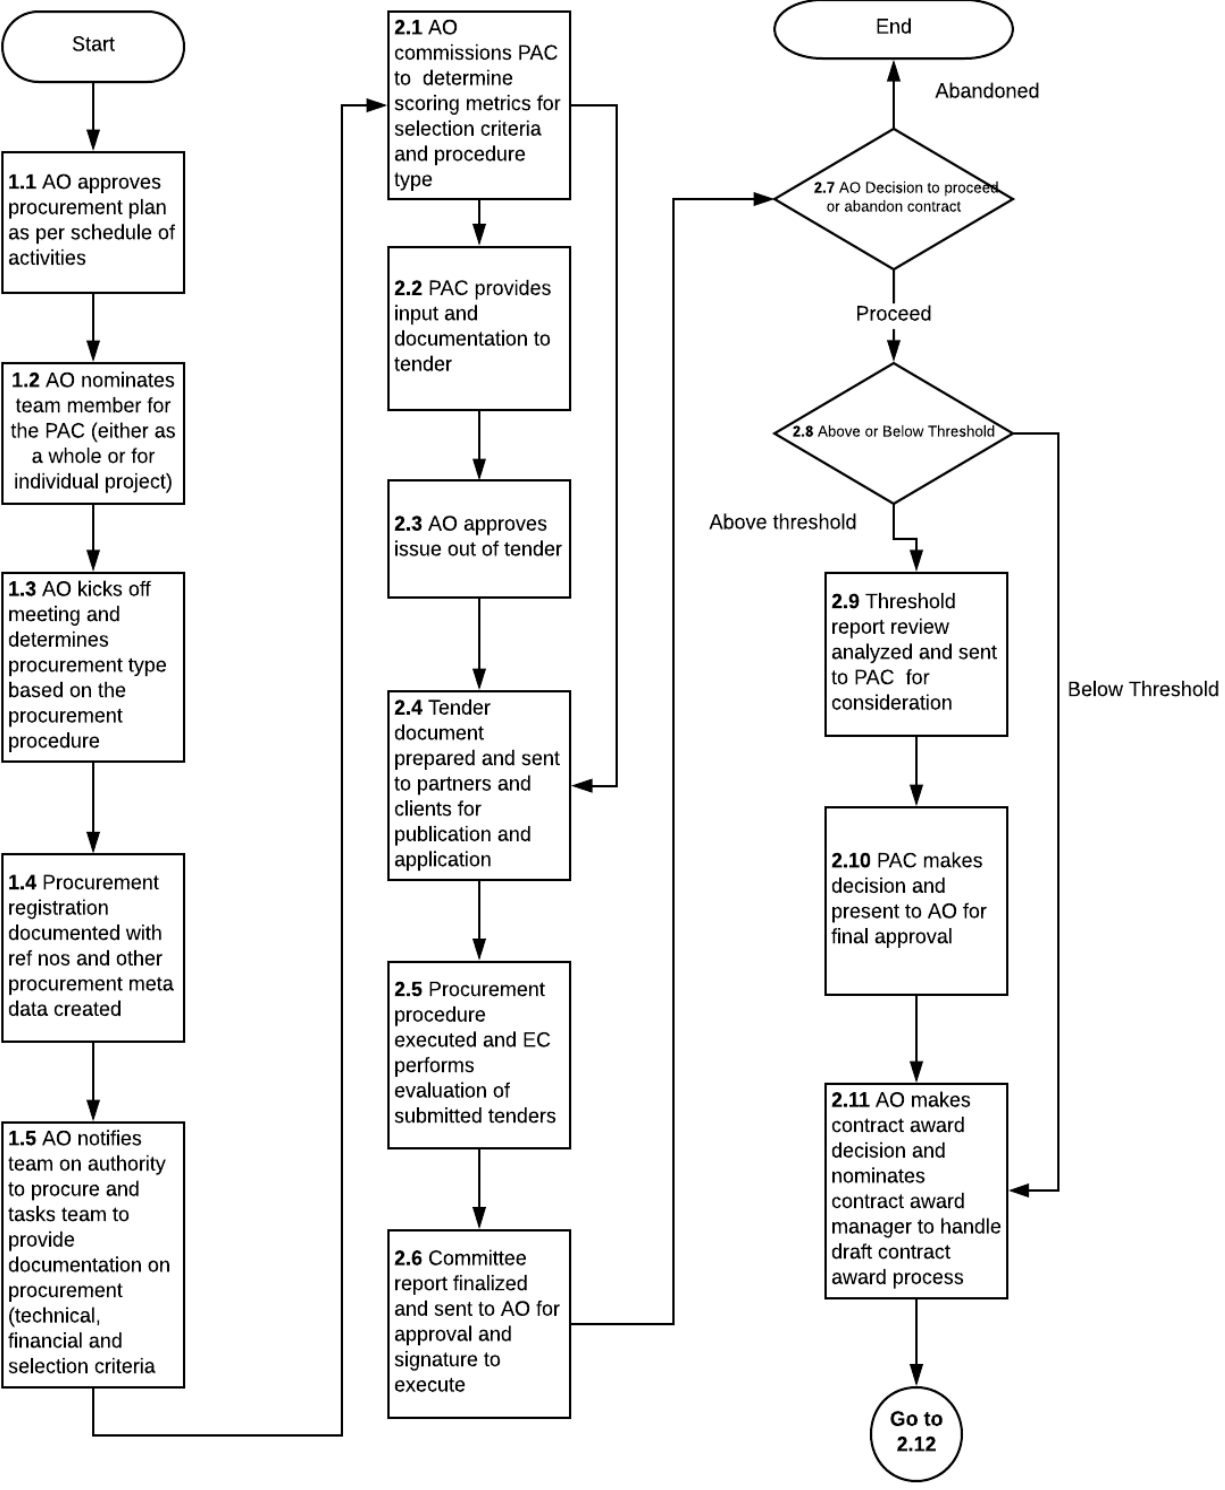 Start
1.1 AO approves
procurement plan
as per schedule of
activities
1.2 AO nominates
team member for
the PAC (either as
a whole or for
individual project)
1.3 AO kicks off
meeting and
determines
procurement type
based on the
procurement
procedure
1.4 Procurement
registration
documented with
ref nos and other
procurement meta
data created
1.5 AO notifies
team on authority
to procure and
tasks team to
provide
documentation on
procurement
(technical,
financial and
selection criteria
2.1 AO
commissions PAC
to determine
scoring metrics for
selection criteria
and procedure
type
2.2 PAC provides
input and
documentation to
tender
2.3 AO approves
issue out of tender
2.4 Tender
document
prepared and sent
to partners and
clients for
publication and
application
2.5 Procurement
procedure
executed and EC
performs
evaluation of
submitted tenders
2.6 Committee
report finalized
and sent to AO for
approval and
signature to
execute
End
Abandoned
2.7 AO Decision to proceed
or abandon contract
Proceed
2.8 Above or Below Threshold
Above threshold
2.9 Threshold
report review
analyzed and sent
to PAC for
consideration
Below Threshold
2.10 PAC makes
decision and
present to AO for
final approval
2.11 AO makes
contract award
decision and
nominates
contract award
manager to handle
draft contract
award process
Go to
2.12